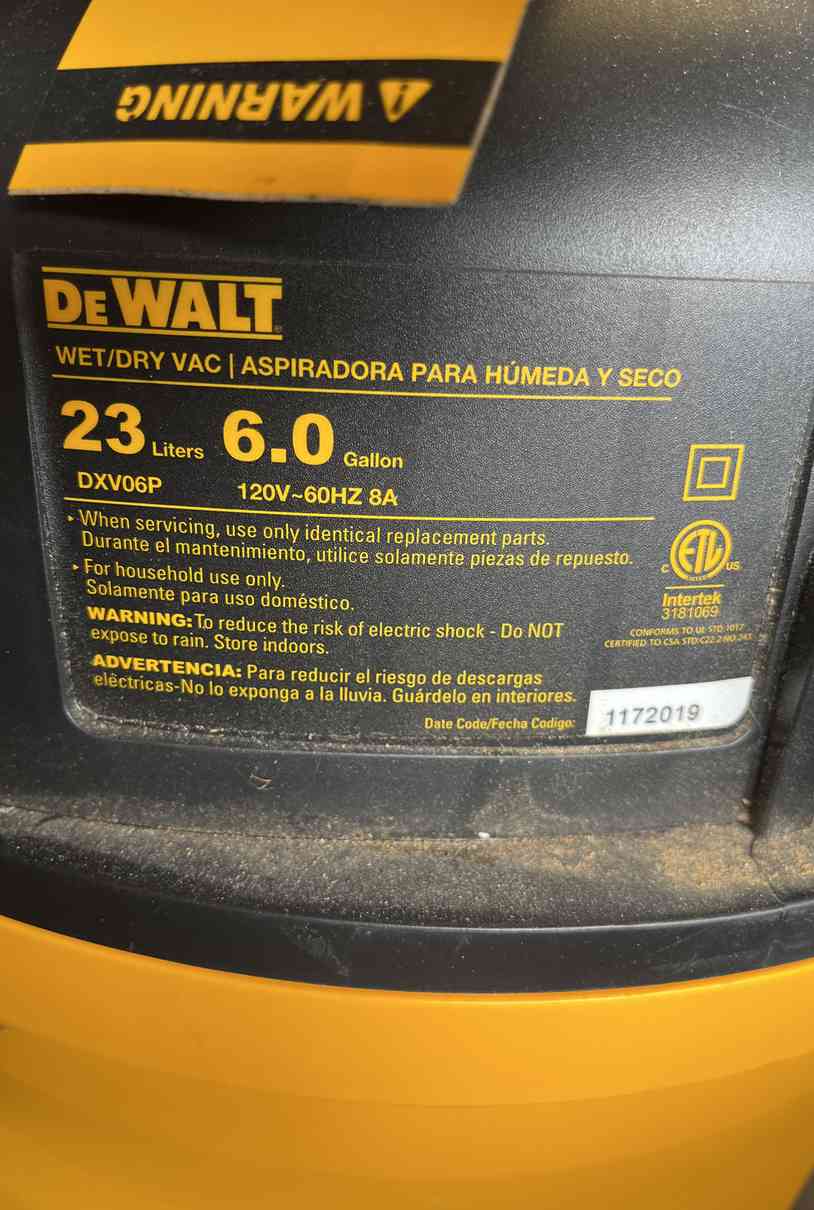 WARNING
DEWALT
WET/DRY VAC | ASPIRADORA PARA HÚMEDA Y SECO
23 Liters 6.0 Gallon
DXV06P 120V~60HZ 8A
▸ When servicing, use only identical replacement parts.
Durante el mantenimiento, utilice solamente piezas de repuesto.
▸ For household use only.
Solamente para uso doméstico.
WARNING: To reduce the risk of electric shock - Do NOT
expose to rain. Store indoors.
ADVERTENCIA: Para reducir el riesgo de descargas
eléctricas-No lo exponga a la lluvia. Guárdelo en interiores.
Date Code/Fecha Codigo: 1172019
C ETL US
Intertek
3181069
CONFORMS TO UL STD.1017
CERTIFIED TO CSA STD.C22.2 NO.243